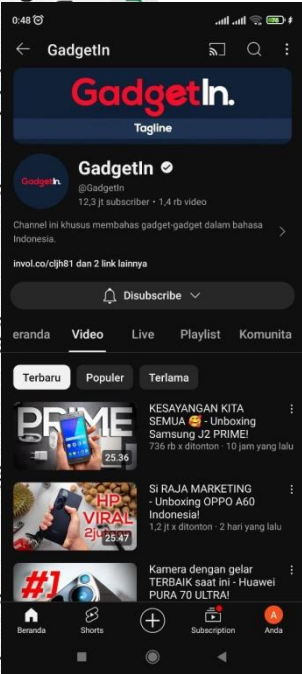 0:48
GadgetIn
GadgetIn.
Tagline
GadgetIn.
GadgetIn
@GadgetIn
12,3 jt subscriber • 1,4 rb video
Channel ini khusus membahas gadget-gadget dalam bahasa
Indonesia.
invol.co/cljh81 dan 2 link lainnya
Disubscribe
eranda Video Live Playlist Komunita
Terbaru Populer Terlama
PRIME
25.36
KESAYANGAN KITA
SEMUA 🥰 - Unboxing
Samsung J2 PRIME!
736 rb x ditonton · 10 jam yang lalu
HP
VIRAL
2ju
25.47
Si RAJA MARKETING
- Unboxing OPPO A60
Indonesia!
1,2 jt x ditonton · 2 hari yang lalu
#1
Kamera dengan gelar
TERBAIK saat ini - Huawei
PURA 70 ULTRA!
Beranda Shorts Subscription Anda
A